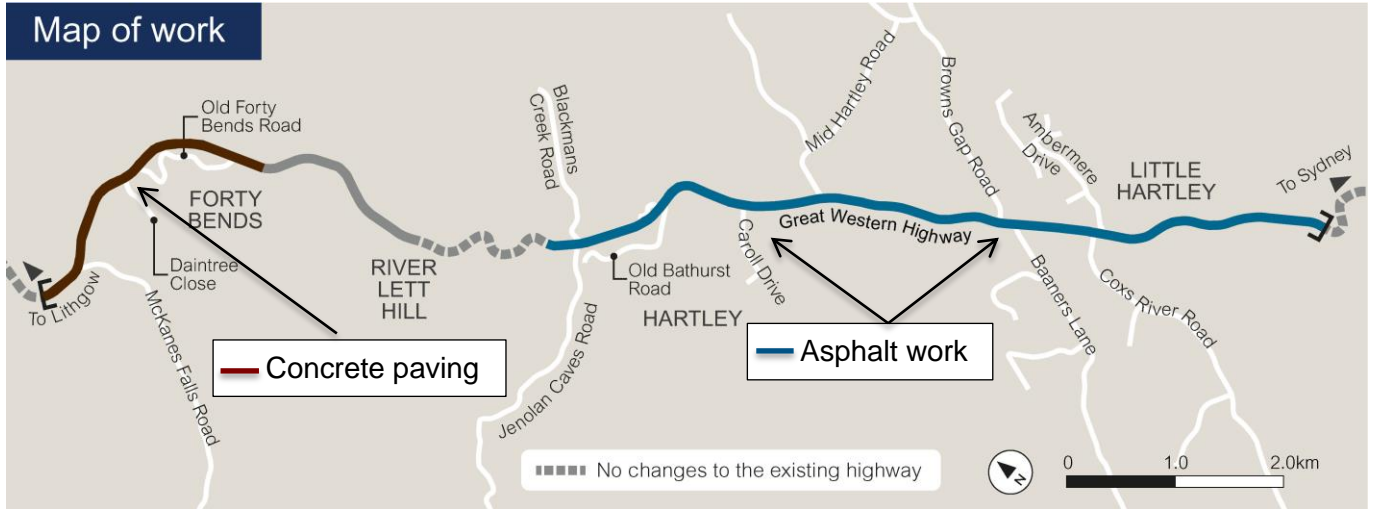 Map of work
Old Forty
Bends Road
FORTY
BENDS
Daintree
Close
To Lithgow
McKanes Falls Road
RIVER
LETT
HILL
Blackmans
Creek Road
Old Bathurst
Road
HARTLEY
Jenolan Caves Road
Caroll Drive
Mid Hartley Road
Great Western Highway
Browns Gap Road
Baaners Lane
Ambermere
Drive
Coxs River Road
LITTLE
HARTLEY
To Sydney
Concrete paving
Asphalt work
No changes to the existing highway
N
0 1.0 2.0km